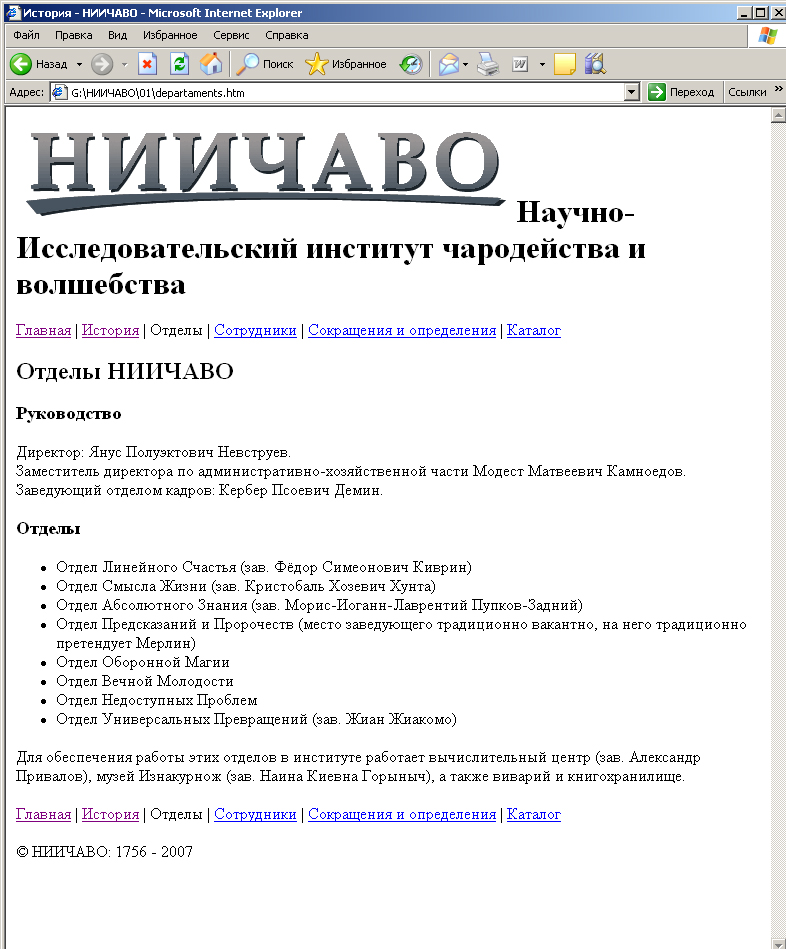 История - НИИЧАВО - Microsoft Internet Explorer
Файл Правка Вид Избранное Сервис Справка
Назад Поиск Избранное
Адрес: G:\НИИЧАВО\01\departaments.htm Переход Ссылки »
НИИЧАВО Научно-
Исследовательский институт чародейства и
волшебства
Главная | История | Отделы | Сотрудники | Сокращения и определения | Каталог
Отделы НИИЧАВО
Руководство
Директор: Янус Полуэктович Невструев.
Заместитель директора по административно-хозяйственной части Модест Матвеевич Камноедов.
Заведующий отделом кадров: Кербер Псоевич Демин.
Отделы
• Отдел Линейного Счастья (зав. Фёдор Симеонович Киврин)
• Отдел Смысла Жизни (зав. Кристобаль Хозевич Хунта)
• Отдел Абсолютного Знания (зав. Морис-Иоганн-Лаврентий Пупков-Задний)
• Отдел Предсказаний и Пророчеств (место заведующего традиционно вакантно, на него традиционно
претендует Мерлин)
• Отдел Оборонной Магии
• Отдел Вечной Молодости
• Отдел Недоступных Проблем
• Отдел Универсальных Превращений (зав. Жиан Жиакомо)
Для обеспечения работы этих отделов в институте работает вычислительный центр (зав. Александр
Привалов), музей Изнакурнож (зав. Наина Киевна Горыныч), а также виварий и книгохранилище.
Главная | История | Отделы | Сотрудники | Сокращения и определения | Каталог
© НИИЧАВО: 1756 - 2007